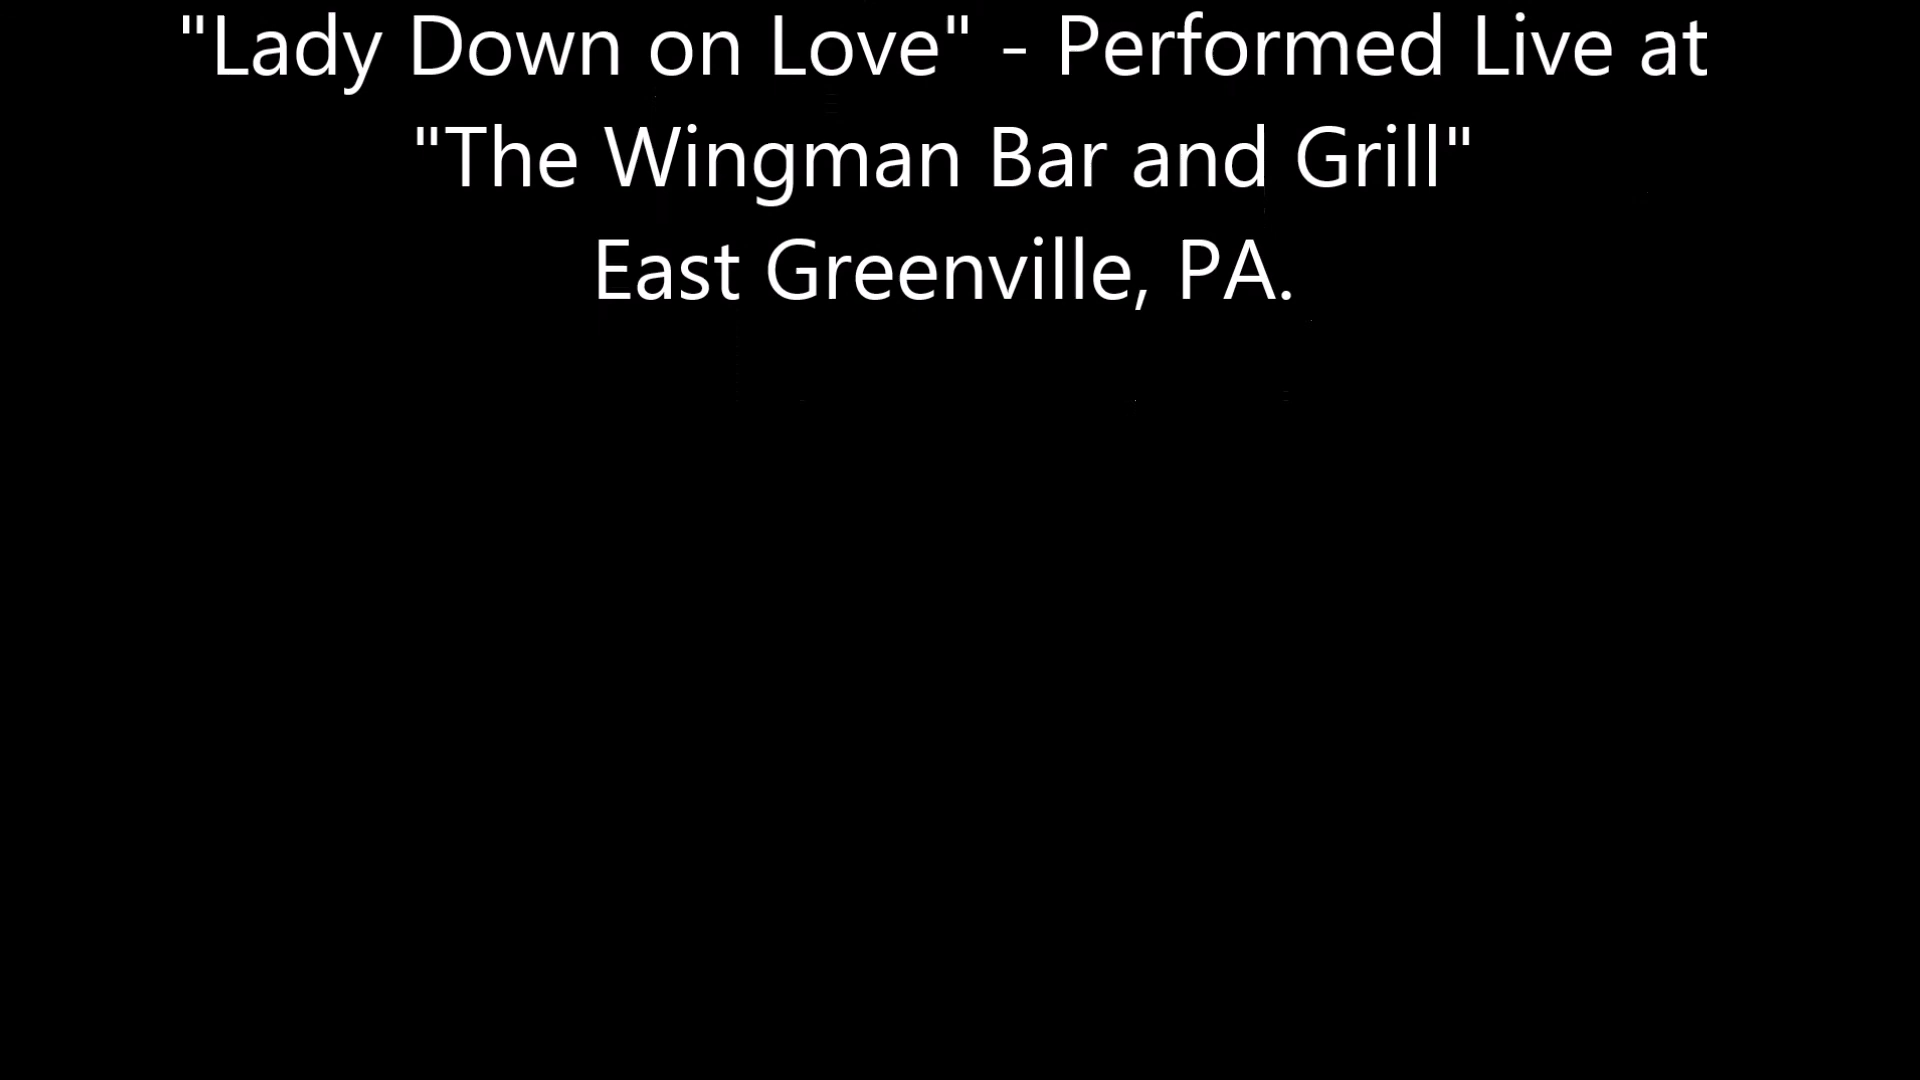 "Lady Down on Love" - Performed Live at
"The Wingman Bar and Grill"
East Greenville, PA.